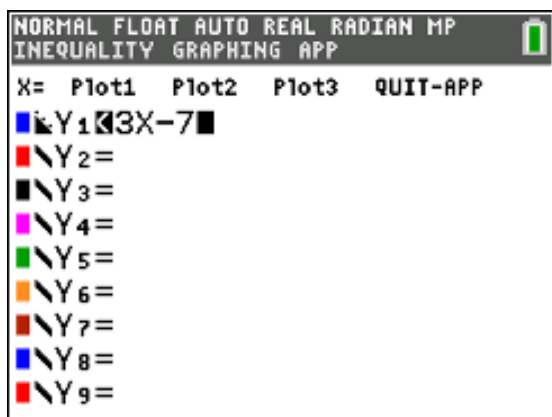 NORMAL FLOAT AUTO REAL RADIAN MP
INEQUALITY GRAPHING APP
X= Plot1 Plot2 Plot3 QUIT-APP
Y1<3X-7
Y2=
Y3=
Y4=
Y5=
Y6=
Y7=
Y8=
Y9=